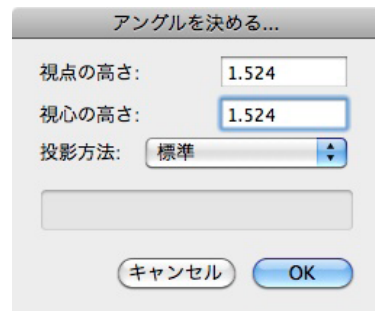 アングルを決める...
視点の高さ: 1.524
視心の高さ: 1.524
投影方法: 標準
キャンセル OK